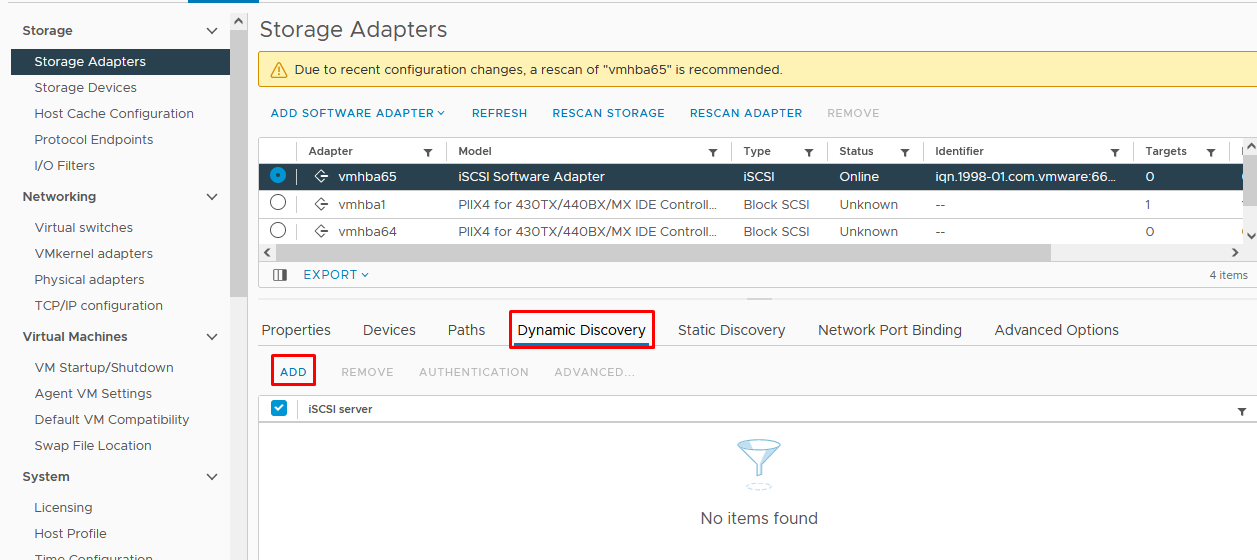 Storage
Storage Adapters
Storage Devices
Host Cache Configuration
Protocol Endpoints
I/O Filters
Networking
Virtual switches
VMkernel adapters
Physical adapters
TCP/IP configuration
Virtual Machines
VM Startup/Shutdown
Agent VM Settings
Default VM Compatibility
Swap File Location
System
Licensing
Host Profile
Time Configuration
Storage Adapters
Due to recent configuration changes, a rescan of "vmhba65" is recommended.
ADD SOFTWARE ADAPTER REFRESH RESCAN STORAGE RESCAN ADAPTER REMOVE
Adapter Model Type Status Identifier Targets
vmhba65 iSCSI Software Adapter iSCSI Online iqn.1998-01.com.vmware:66... 0
vmhba1 PIIX4 for 430TX/440BX/MX IDE Controll... Block SCSI Unknown -- 1
vmhba64 PIIX4 for 430TX/440BX/MX IDE Controll... Block SCSI Unknown -- 0
EXPORT 4 items
Properties Devices Paths Dynamic Discovery Static Discovery Network Port Binding Advanced Options
ADD REMOVE AUTHENTICATION ADVANCED...
iSCSI server
No items found